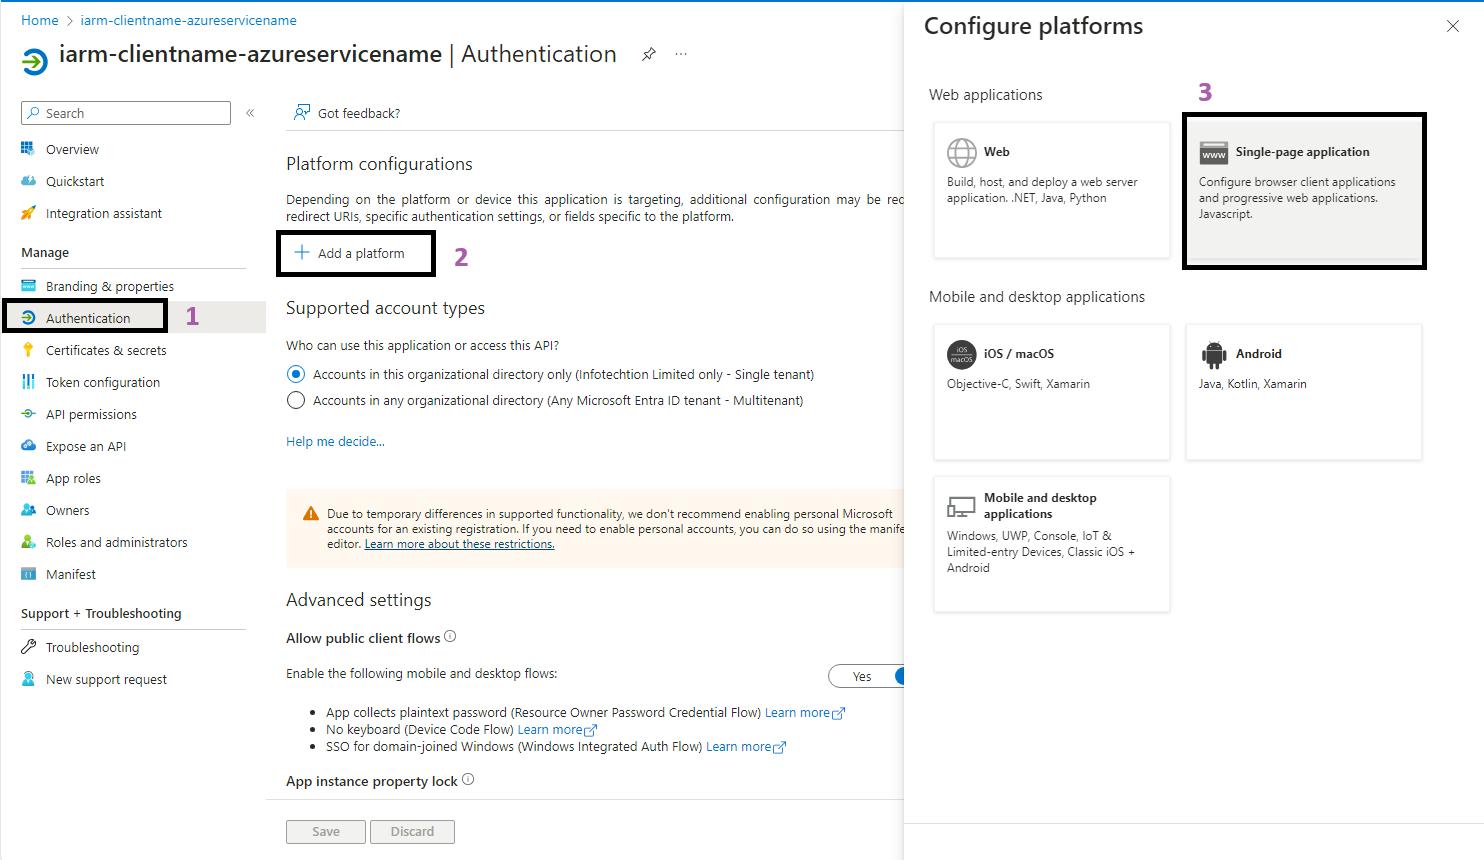 Home > iarm-clientname-azureservicename
iarm-clientname-azureservicename | Authentication
Search
Overview
Quickstart
Integration assistant
Manage
Branding & properties
Authentication
1
Certificates & secrets
Token configuration
API permissions
Expose an API
App roles
Owners
Roles and administrators
Manifest
Support + Troubleshooting
Troubleshooting
New support request
Got feedback?
Platform configurations
Depending on the platform or device this application is targeting, additional configuration may be
redirect URIs, specific authentication settings, or fields specific to the platform.
Add a platform
2
Supported account types
Who can use this application or access this API?
Accounts in this organizational directory only (Infotechtion Limited only - Single tenant)
Accounts in any organizational directory (Any Microsoft Entra ID tenant - Multitenant)
Help me decide...
Due to temporary differences in supported functionality, we don't recommend enabling personal Microsoft
accounts for an existing registration. If you need to enable personal accounts, you can do so using the
editor. Learn more about these restrictions.
Advanced settings
Allow public client flows
Enable the following mobile and desktop flows:
Yes
App collects plaintext password (Resource Owner Password Credential Flow) Learn more
No keyboard (Device Code Flow) Learn more
SSO for domain-joined Windows (Windows Integrated Auth Flow) Learn more
App instance property lock
Save
Discard
Configure platforms
Web applications
3
Web
Build, host, and deploy a web server
application. .NET, Java, Python
www
Single-page application
Configure browser client applications
and progressive web applications.
Javascript.
Mobile and desktop applications
iOS
macOS
iOS / macOS
Objective-C, Swift, Xamarin
Android
Java, Kotlin, Xamarin
Mobile and desktop
applications
Windows, UWP, Console, IoT &
Limited-entry Devices, Classic iOS +
Android